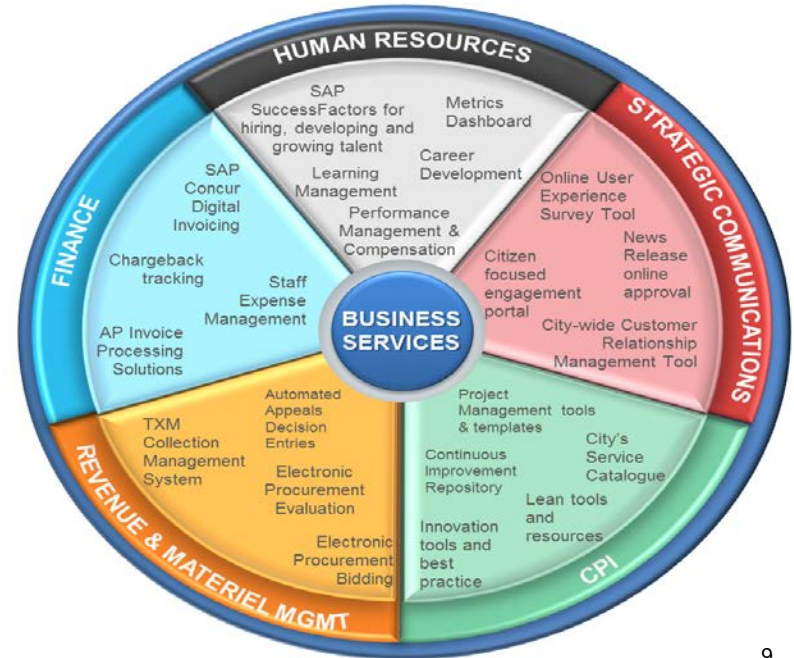 HUMAN RESOURCES
SAP
SuccessFactors for
hiring, developing and
growing talent
Metrics
Dashboard
Learning
Management
Career
Development
Performance
Management &
Compensation
STRATEGIC COMMUNICATIONS
Online User
Experience
Survey Tool
News
Release
online
approval
Citizen
focused
engagement
portal
City-wide Customer
Relationship
Management Tool
FINANCE
SAP
Concur
Digital
Invoicing
Chargeback
tracking
Staff
Expense
Management
AP Invoice
Processing
Solutions
BUSINESS
SERVICES
REVENUE & MATERIEL MGMT
Automated
Appeals
Decision
Entries
TXM
Collection
Management
System
Electronic
Procurement
Evaluation
Electronic
Procurement
Bidding
CPI
Project
Management tools
& templates
City's
Service
Catalogue
Continuous
Improvement
Repository
Lean tools
and
resources
Innovation
tools and
best
practice
9